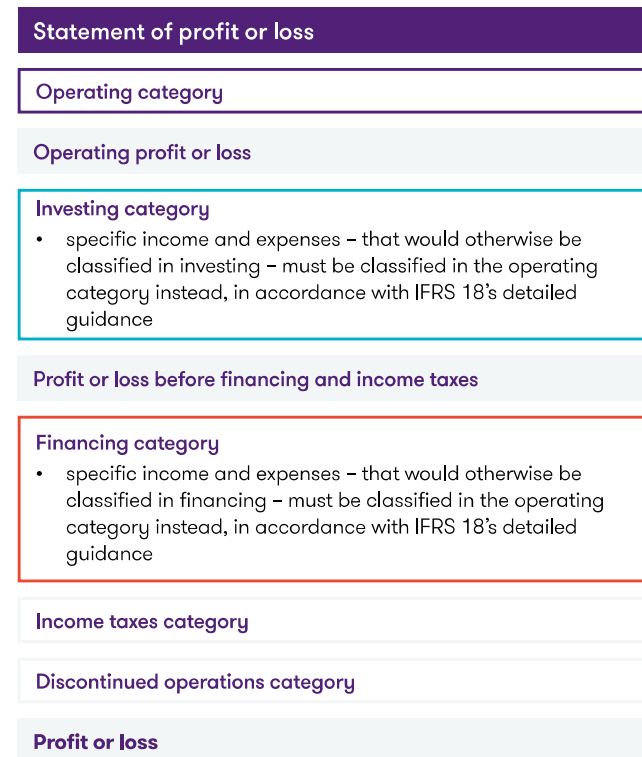 Statement of profit or loss
Operating category
Operating profit or loss
Investing category
• specific income and expenses – that would otherwise be
classified in investing – must be classified in the operating
category instead, in accordance with IFRS 18's detailed
guidance
Profit or loss before financing and income taxes
Financing category
• specific income and expenses – that would otherwise be
classified in financing – must be classified in the operating
category instead, in accordance with IFRS 18's detailed
guidance
Income taxes category
Discontinued operations category
Profit or loss